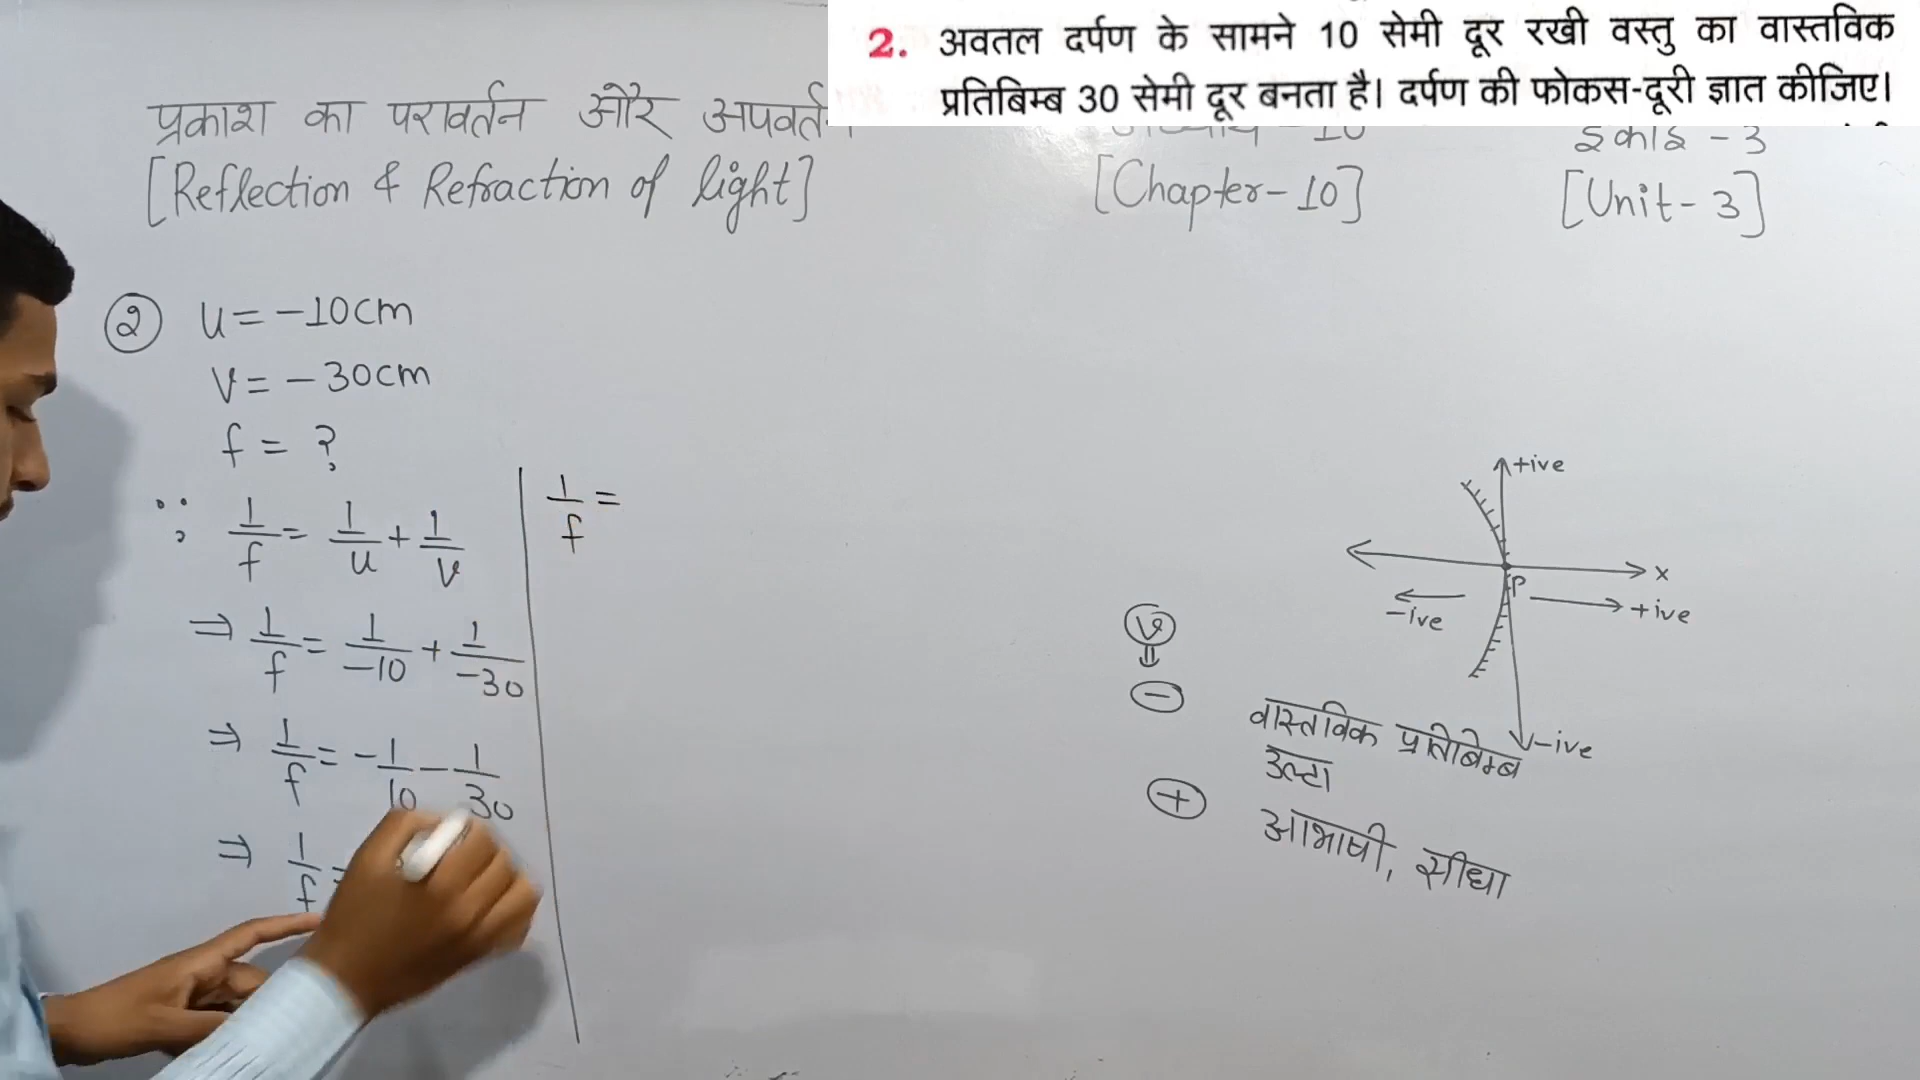 2. अवतल दर्पण के सामने 10 सेमी दूर रखी वस्तु का वास्तविक
प्रतिबिम्ब 30 सेमी दूर बनता है। दर्पण की फोकस-दूरी ज्ञात कीजिए।
प्रकाश का परावर्तन और
[Reflection & Refraction of light]
इकाई - 3
[Chapter-10]
[Unit-3]
② u = -10cm
v = -30cm
f = ?
∵ 1/f = 1/u + 1/v
⇒ 1/f = 1/-10 + 1/-30
⇒ 1/f = -1/10 - 1/30
⇒ 1/f =
1/f =
+ive
x
P
-ive
+ive
-ive
v
⇓
−
वास्तविक प्रतिबिम्ब
उल्टा
+
आभाषी, सीधा